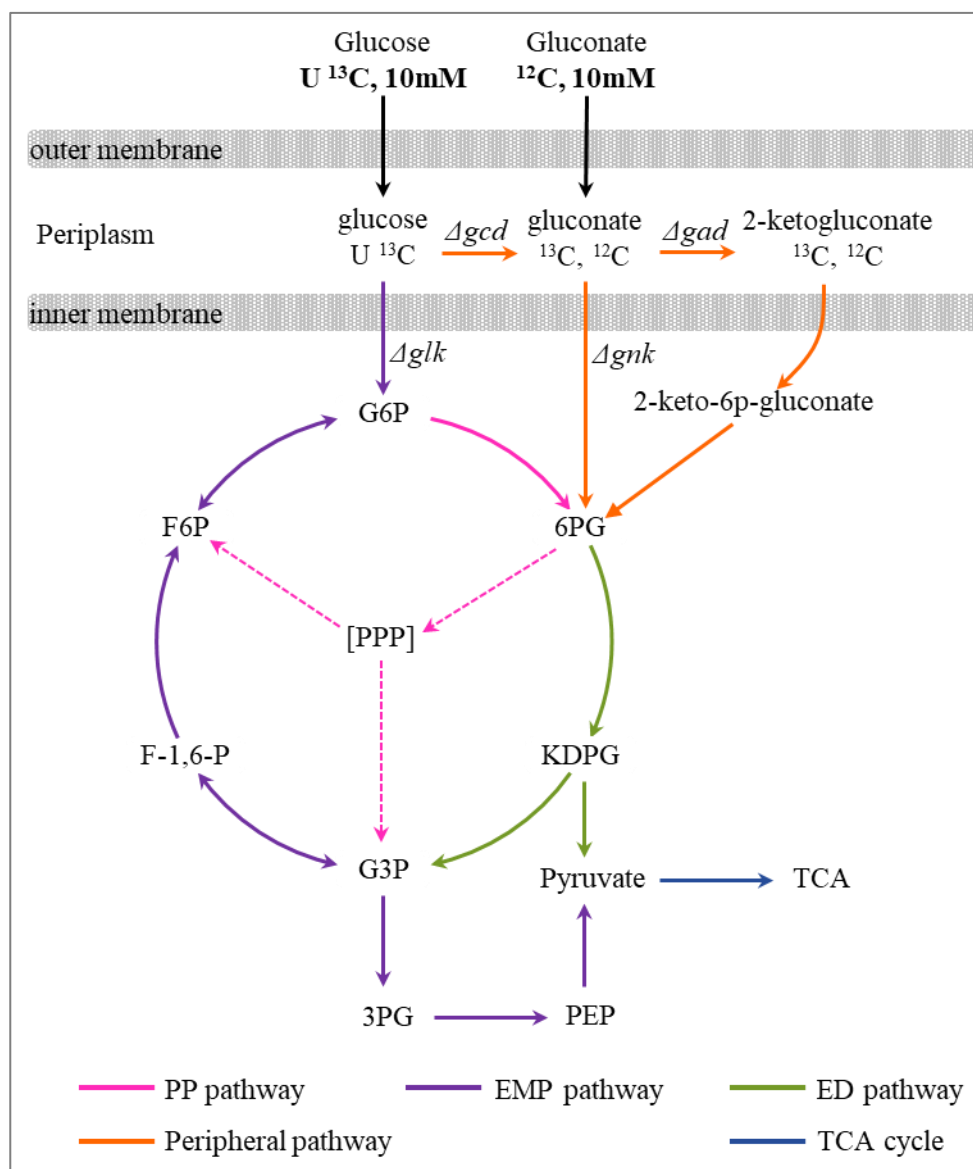 Glucose Gluconate
U ¹³C, 10mM ¹²C, 10mM
outer membrane
Periplasm
glucose Δgcd gluconate Δgad 2-ketogluconate
U ¹³C ¹³C, ¹²C ¹³C, ¹²C
inner membrane
Δglk Δgnk
G6P 2-keto-6p-gluconate
F6P 6PG
[PPP]
F-1,6-P KDPG
G3P Pyruvate TCA
3PG PEP
PP pathway EMP pathway ED pathway
Peripheral pathway TCA cycle